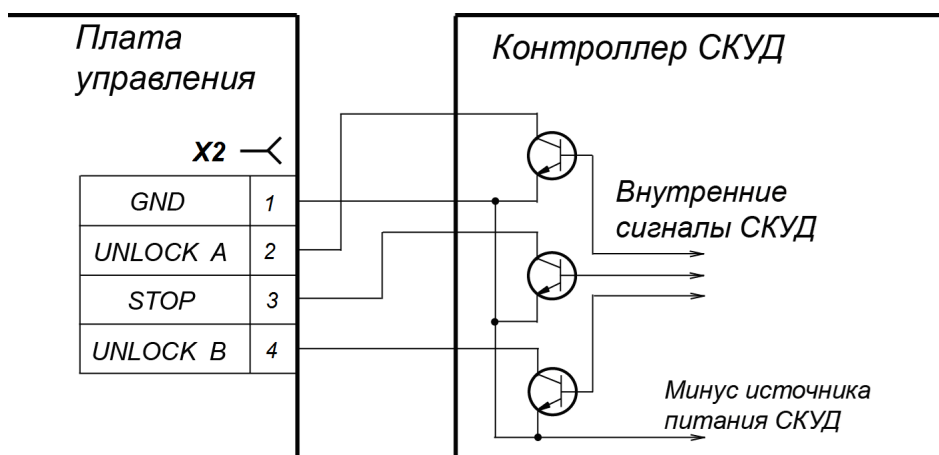 Плата
управления
Контроллер СКУД
X2
GND 1
UNLOCK A 2
STOP 3
UNLOCK B 4
Внутренние
сигналы СКУД
Минус источника
питания СКУД